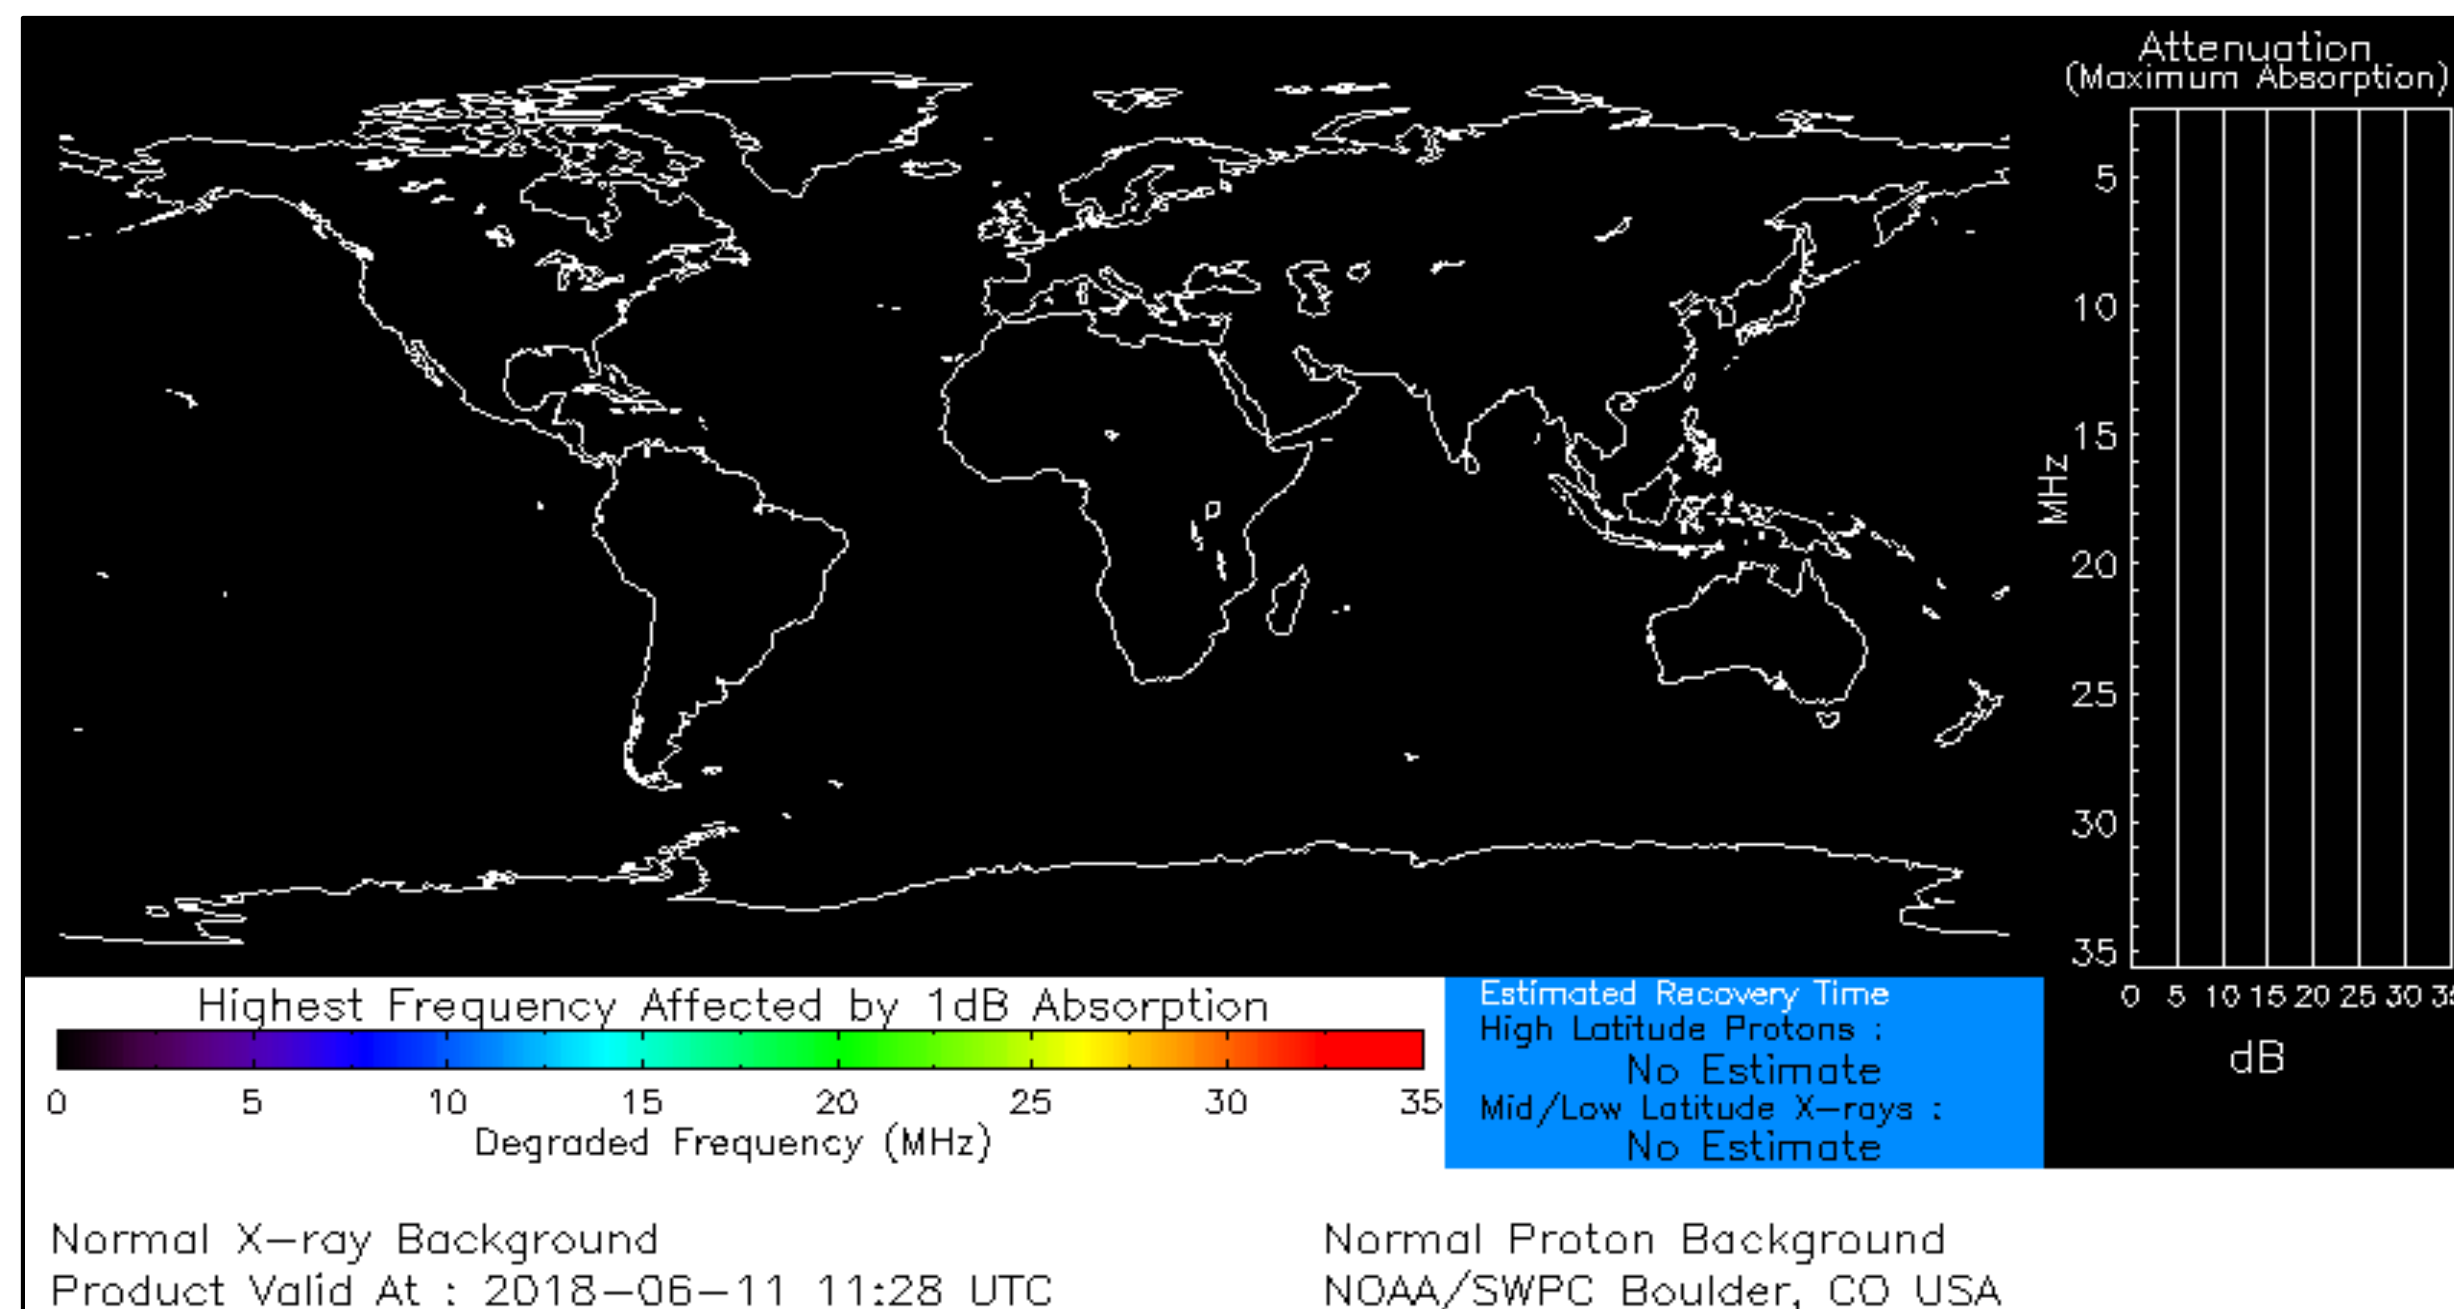 Attenuation
(Maximum Absorption)
5
10
15
20
25
30
35
MHz
0 5 10 15 20 25 30
dB
Highest Frequency Affected by 1dB Absorption
0 5 10 15 20 25 30 35
Degraded Frequency (MHz)
Estimated Recovery Time
High Latitude Protons :
No Estimate
Mid/Low Latitude X-rays :
No Estimate
Normal X-ray Background
Normal Proton Background
Product Valid At : 2018-06-11 11:28 UTC
NOAA/SWPC Boulder, CO USA